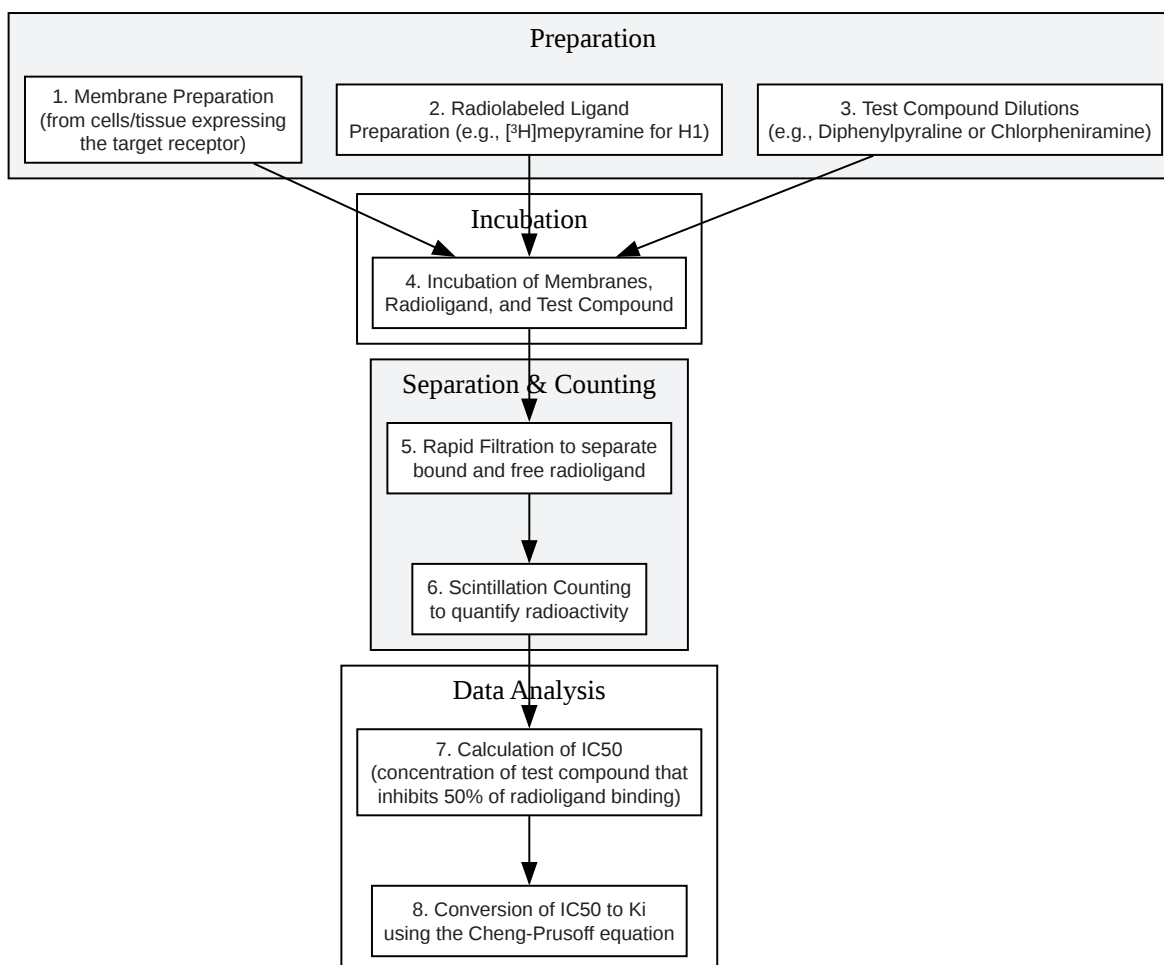 Preparation
1. Membrane Preparation
(from cells/tissue expressing
the target receptor)
2. Radiolabeled Ligand
Preparation (e.g., [³H]mepyramine for H1)
3. Test Compound Dilutions
(e.g., Diphenylpyraline or Chlorpheniramine)
Incubation
4. Incubation of Membranes,
Radioligand, and Test Compound
Separation & Counting
5. Rapid Filtration to separate
bound and free radioligand
6. Scintillation Counting
to quantify radioactivity
Data Analysis
7. Calculation of IC50
(concentration of test compound that
inhibits 50% of radioligand binding)
8. Conversion of IC50 to Ki
using the Cheng-Prusoff equation